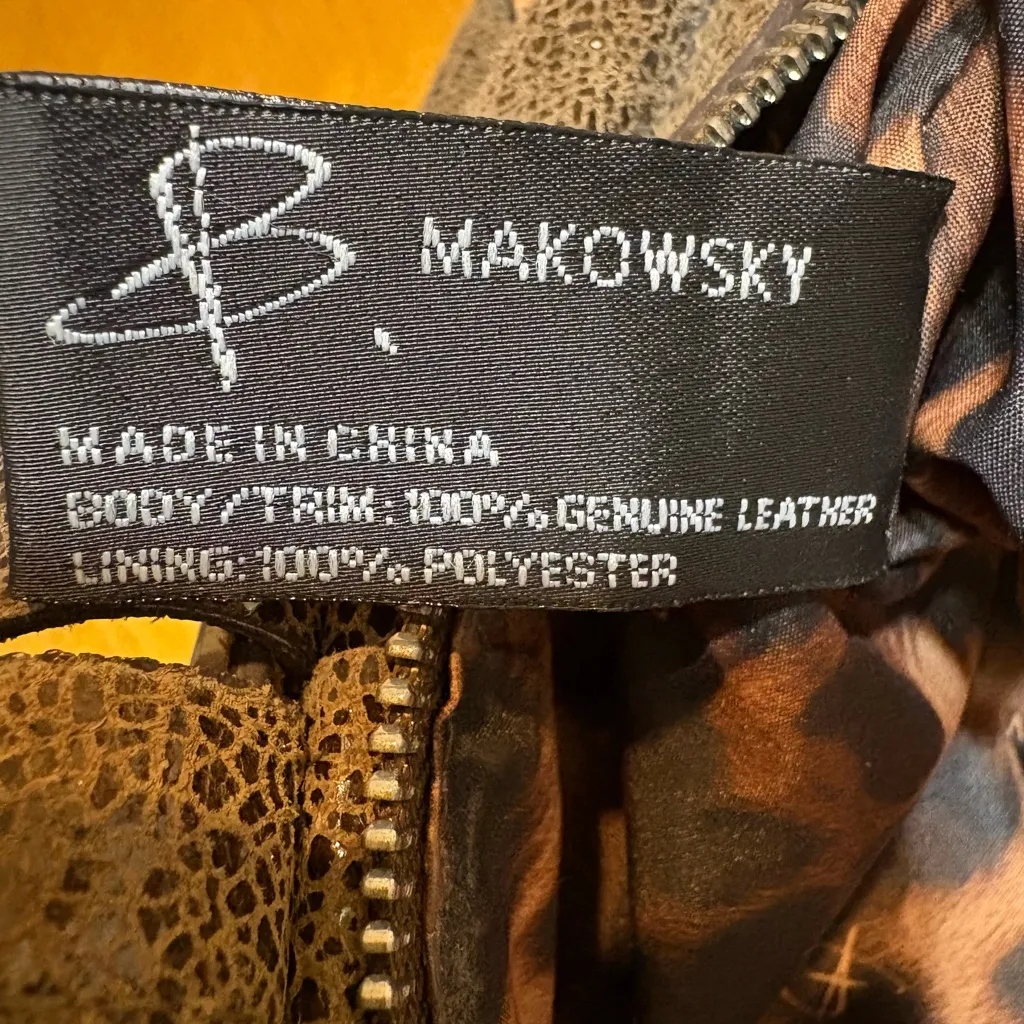 B. MAKOWSKY
MADE IN CHINA
BODY/TRIM: 100% GENUINE LEATHER
LINING: 100% POLYESTER